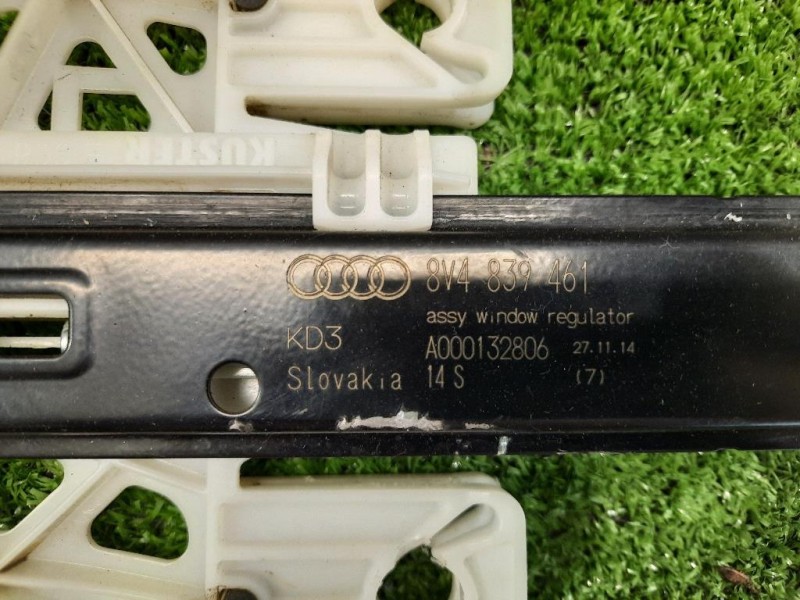 KUSTER
8V4 839 461
assy window regulator
KD3 A000132806 27.11.14
Slovakia 14 S (7)